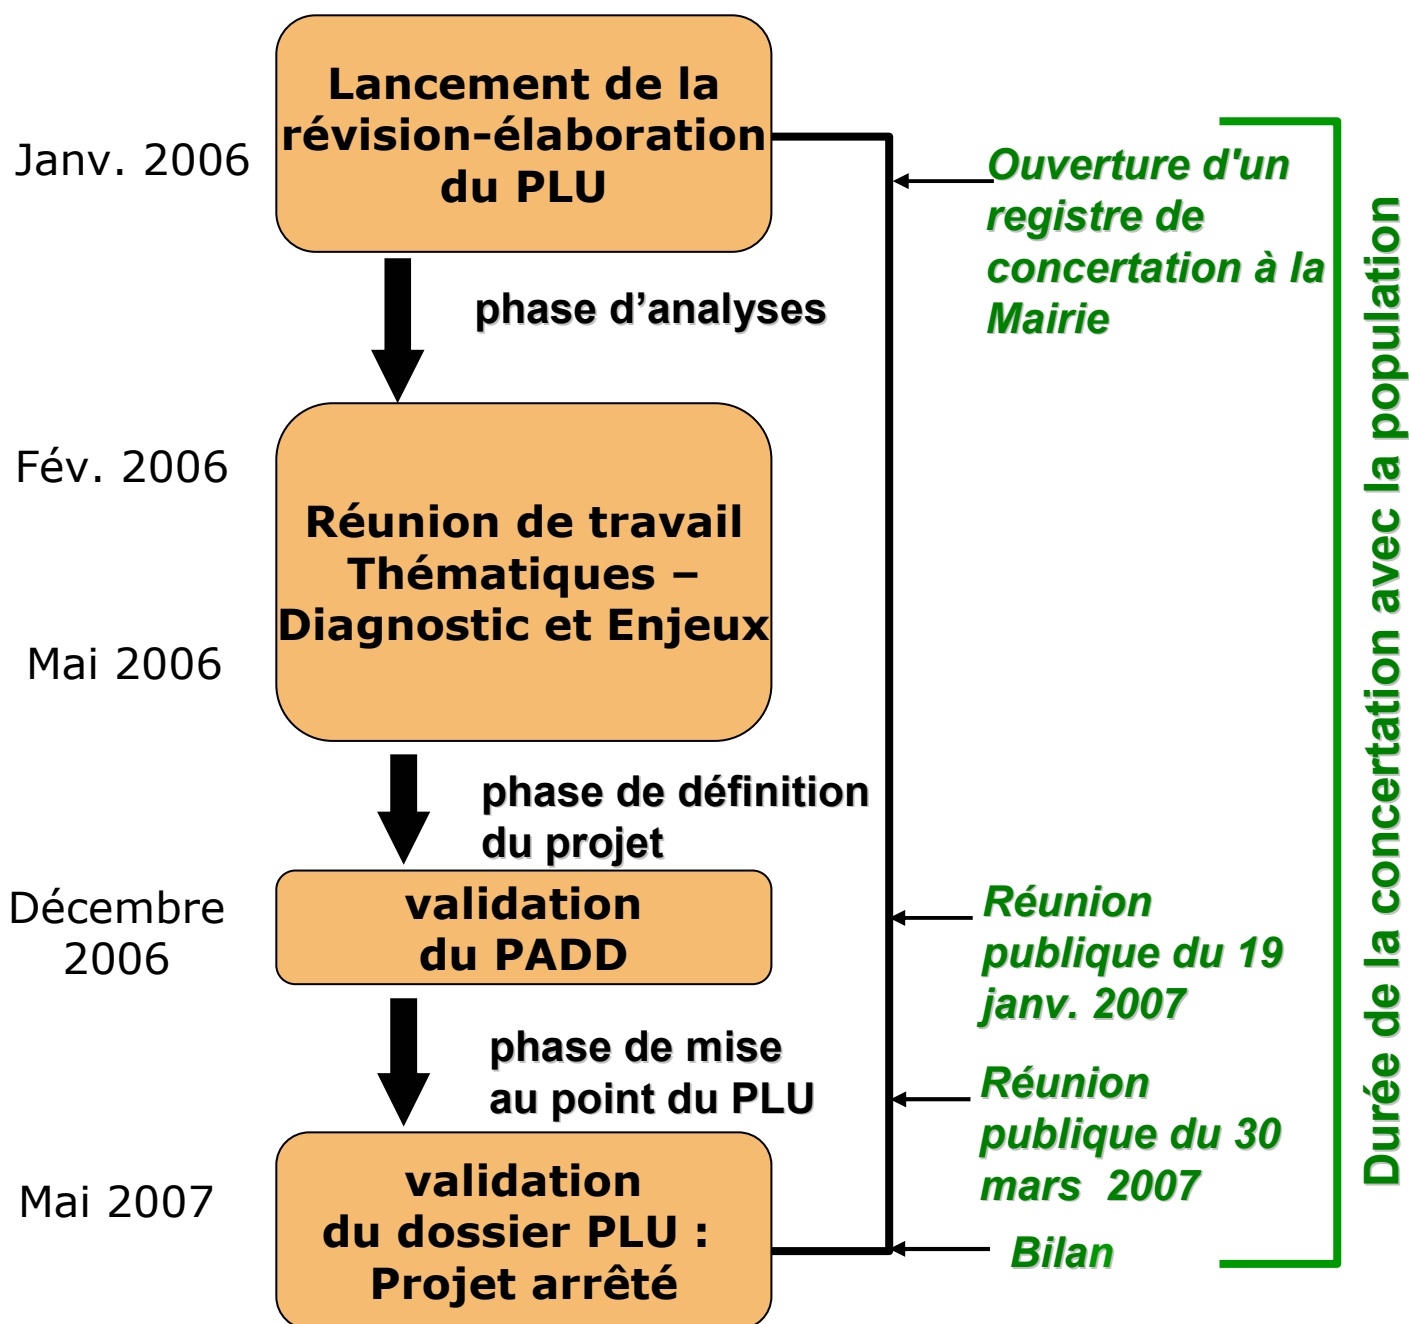 Janv. 2006
Lancement de la
révision-élaboration
du PLU
phase d’analyses
Fév. 2006
Mai 2006
Réunion de travail
Thématiques –
Diagnostic et Enjeux
phase de définition
du projet
Décembre
2006
validation
du PADD
phase de mise
au point du PLU
Mai 2007
validation
du dossier PLU :
Projet arrêté
Ouverture d'un
registre de
concertation à la
Mairie
Réunion
publique du 19
janv. 2007
Réunion
publique du 30
mars 2007
Bilan
Durée de la concertation avec la population